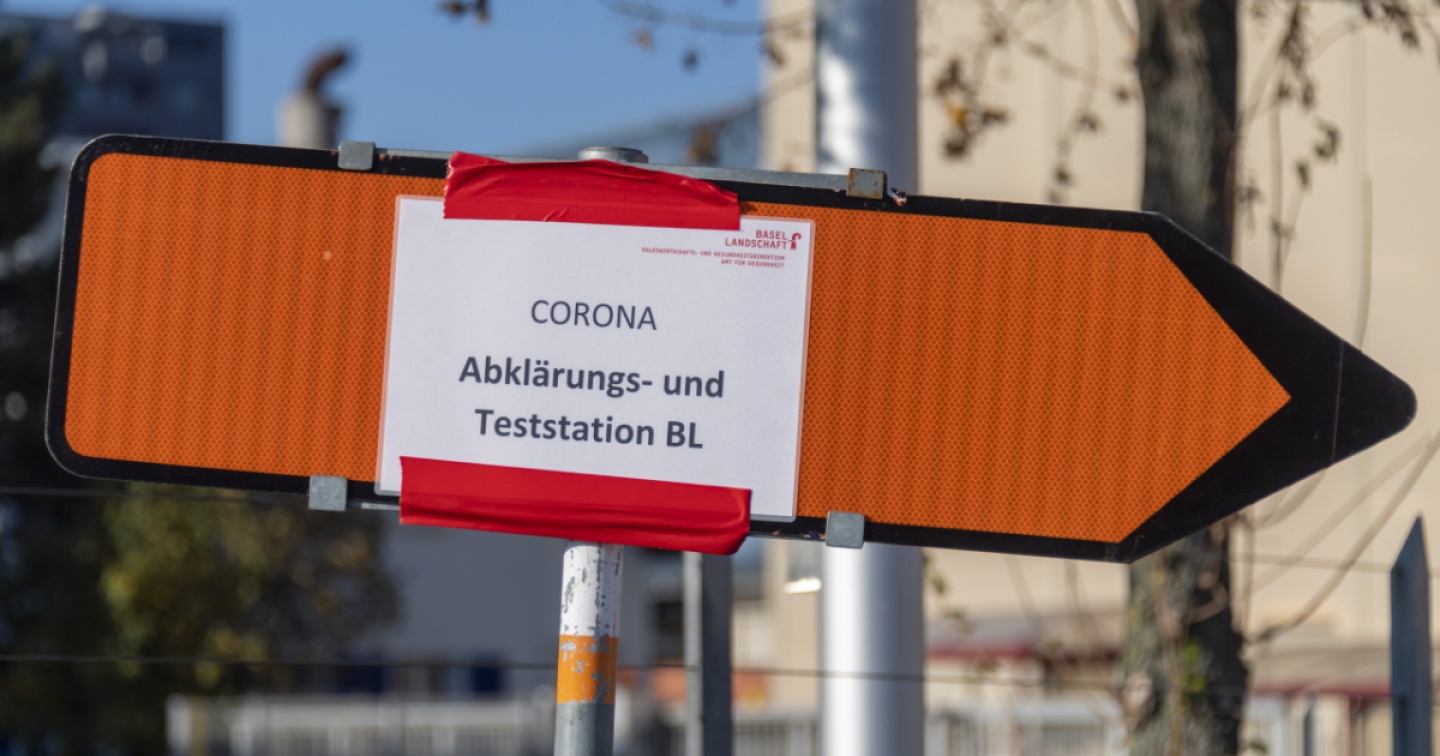 BASEL
LANDSCHAFT
VOLKSWIRTSCHAFTS- UND GESUNDHEITSDIREKTION
AMT FÜR GESUNDHEIT
CORONA
Abklärungs- und
Teststation BL